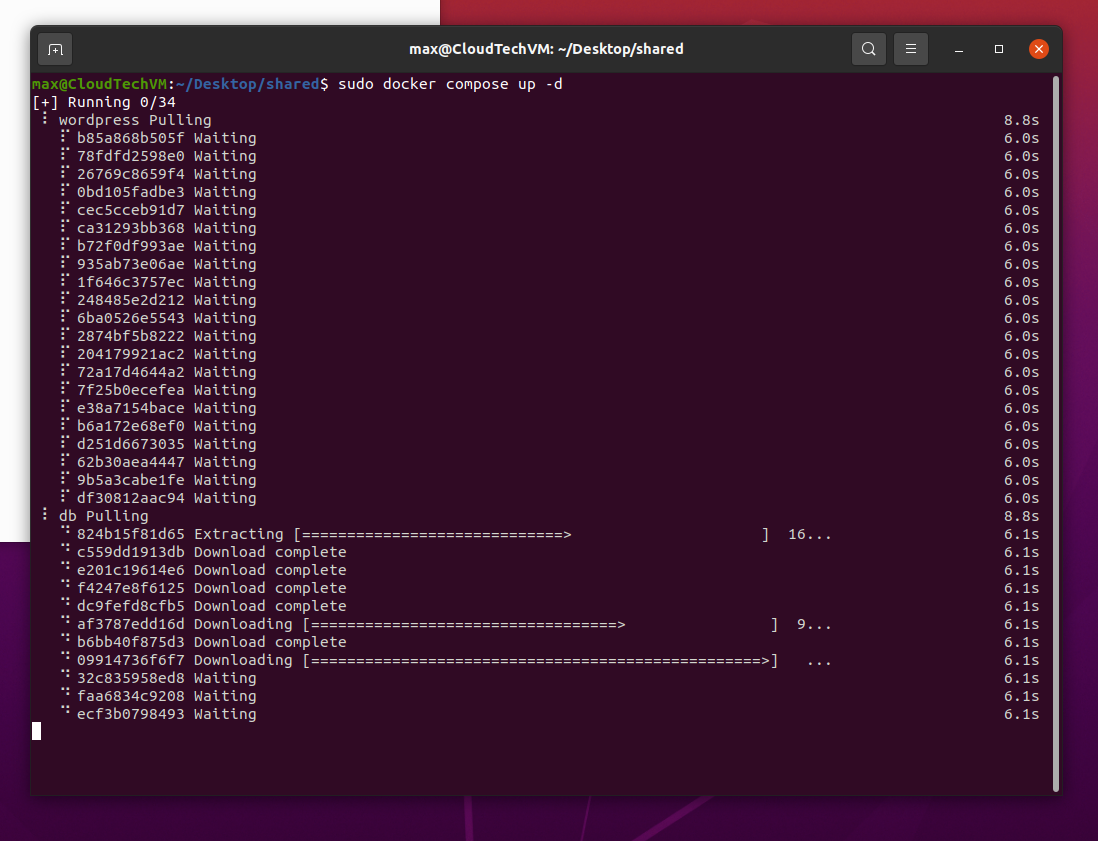 max@CloudTechVM: ~/Desktop/shared
max@CloudTechVM:~/Desktop/shared$ sudo docker compose up -d
[+] Running 0/34
⠸ wordpress Pulling 8.8s
⠏ b85a868b505f Waiting 6.0s
⠏ 78fdfd2598e0 Waiting 6.0s
⠏ 26769c8659f4 Waiting 6.0s
⠏ 0bd105fadbe3 Waiting 6.0s
⠏ cec5cceb91d7 Waiting 6.0s
⠏ ca31293bb368 Waiting 6.0s
⠏ b72f0df993ae Waiting 6.0s
⠏ 935ab73e06ae Waiting 6.0s
⠏ 1f646c3757ec Waiting 6.0s
⠏ 248485e2d212 Waiting 6.0s
⠏ 6ba0526e5543 Waiting 6.0s
⠏ 2874bf5b8222 Waiting 6.0s
⠏ 204179921ac2 Waiting 6.0s
⠏ 72a17d4644a2 Waiting 6.0s
⠏ 7f25b0ecefea Waiting 6.0s
⠏ e38a7154bace Waiting 6.0s
⠏ b6a172e68ef0 Waiting 6.0s
⠏ d251d6673035 Waiting 6.0s
⠏ 62b30aea4447 Waiting 6.0s
⠏ 9b5a3cabe1fe Waiting 6.0s
⠏ df30812aac94 Waiting 6.0s
⠸ db Pulling 8.8s
⠙ 824b15f81d65 Extracting [=============================> ] 16... 6.1s
⠙ c559dd1913db Download complete 6.1s
⠙ e201c19614e6 Download complete 6.1s
⠙ f4247e8f6125 Download complete 6.1s
⠙ dc9fefd8cfb5 Download complete 6.1s
⠙ af3787edd16d Downloading [==================================> ] 9... 6.1s
⠙ b6bb40f875d3 Download complete 6.1s
⠙ 09914736f6f7 Downloading [==================================================>] ... 6.1s
⠙ 32c835958ed8 Waiting 6.1s
⠙ faa6834c9208 Waiting 6.1s
⠙ ecf3b0798493 Waiting 6.1s